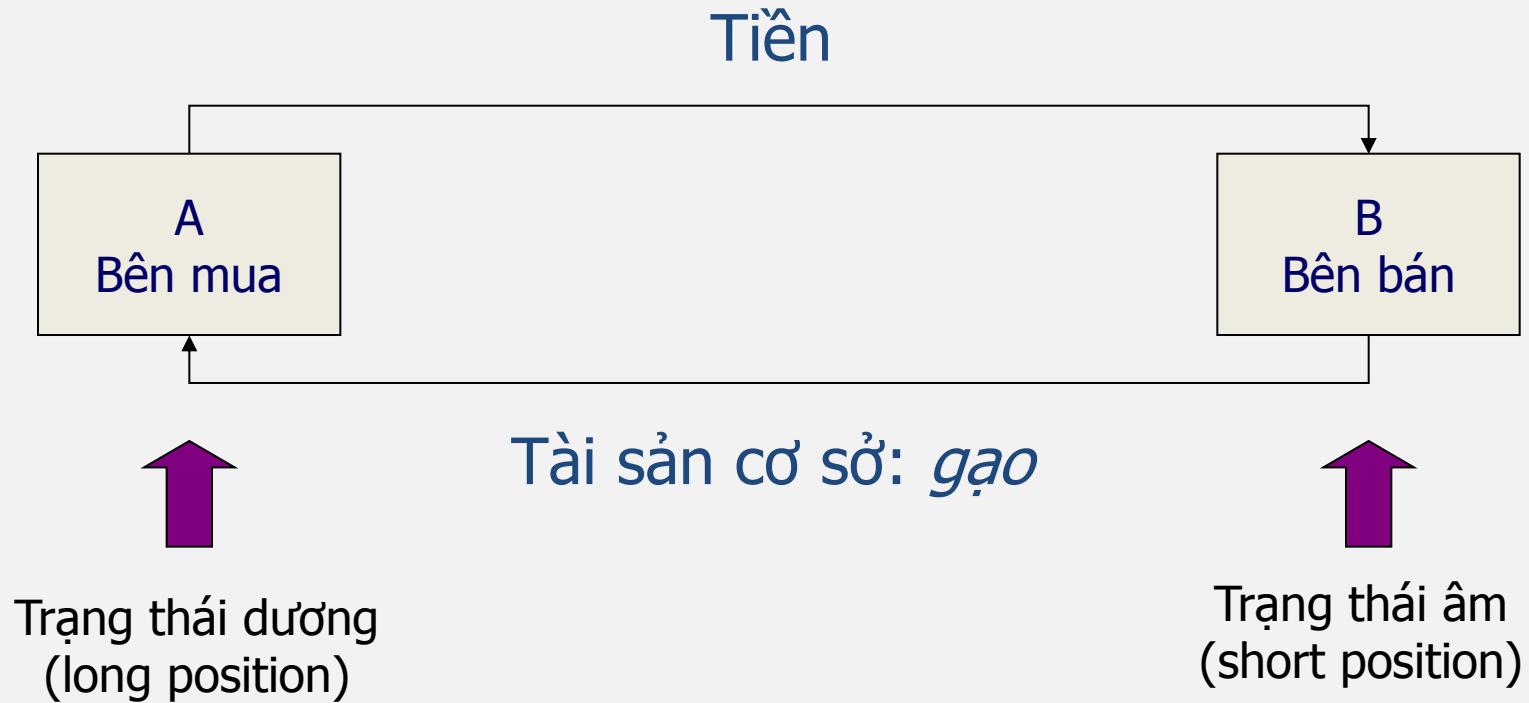 Tiền
A
Bên mua
B
Bên bán
Tài sản cơ sở: gạo
Trạng thái dương
(long position)
Trạng thái âm
(short position)